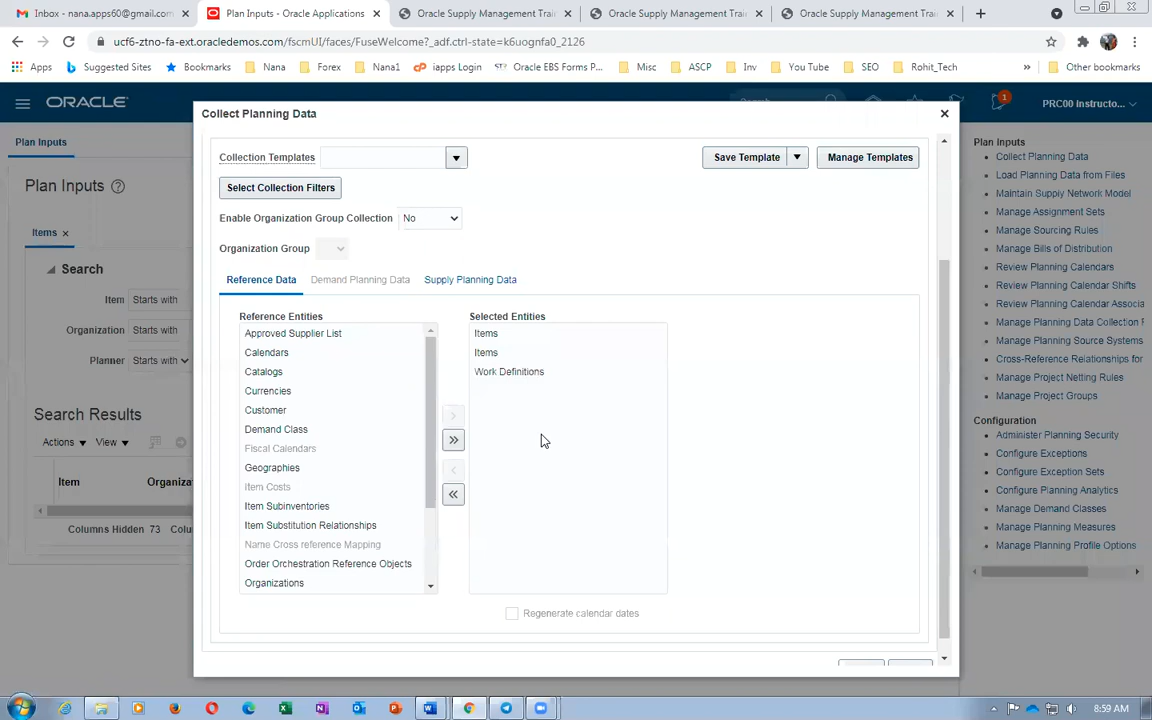 Inbox - nana.apps60@gmail.com
Plan Inputs - Oracle Applications
Oracle Supply Management Trai
Oracle Supply Management Trai
Oracle Supply Management Trai
ucf6-ztno-fa-ext.oracledemos.com/fscmUI/faces/FuseWelcome?_adf.ctrl-state=k6uognfa0_2126
Apps
Suggested Sites
Bookmarks
Nana
Forex
Nana1
iapps Login
Oracle EBS Forms P...
Misc
ASCP
Inv
You Tube
SEO
Rohit_Tech
Other bookmarks
ORACLE
1
PRC00 Instructo...
Plan Inputs
Plan Inputs
Items
Search
Item Starts with
Organization Starts with
Planner Starts with
Search Results
Actions View
Item
Organiza
Columns Hidden 73 Colu
Collect Planning Data
Collection Templates
Save Template
Manage Templates
Select Collection Filters
Enable Organization Group Collection No
Organization Group
Reference Data
Demand Planning Data
Supply Planning Data
Reference Entities
Approved Supplier List
Calendars
Catalogs
Currencies
Customer
Demand Class
Fiscal Calendars
Geographies
Item Costs
Item Subinventories
Item Substitution Relationships
Name Cross reference Mapping
Order Orchestration Reference Objects
Organizations
Selected Entities
Items
Items
Work Definitions
Regenerate calendar dates
Plan Inputs
Collect Planning Data
Load Planning Data from Files
Maintain Supply Network Model
Manage Assignment Sets
Manage Sourcing Rules
Manage Bills of Distribution
Review Planning Calendars
Review Planning Calendar Shifts
Review Planning Calendar Associa
Manage Planning Data Collection F
Manage Planning Source Systems
Cross-Reference Relationships for
Manage Project Netting Rules
Manage Project Groups
Configuration
Administer Planning Security
Configure Exceptions
Configure Exception Sets
Configure Planning Analytics
Manage Demand Classes
Manage Planning Measures
Manage Planning Profile Options
8:59 AM